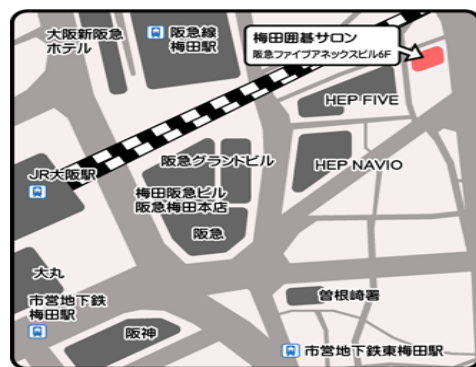 大阪新阪急
ホテル
阪急線
梅田駅
梅田囲碁サロン
阪急ファイブアネックスビル6F
HEP FIVE
阪急グランドビル
HEP NAVIO
JR大阪駅
梅田阪急ビル
阪急梅田本店
阪急
大丸
市営地下鉄
梅田駅
曽根崎署
阪神
市営地下鉄東梅田駅